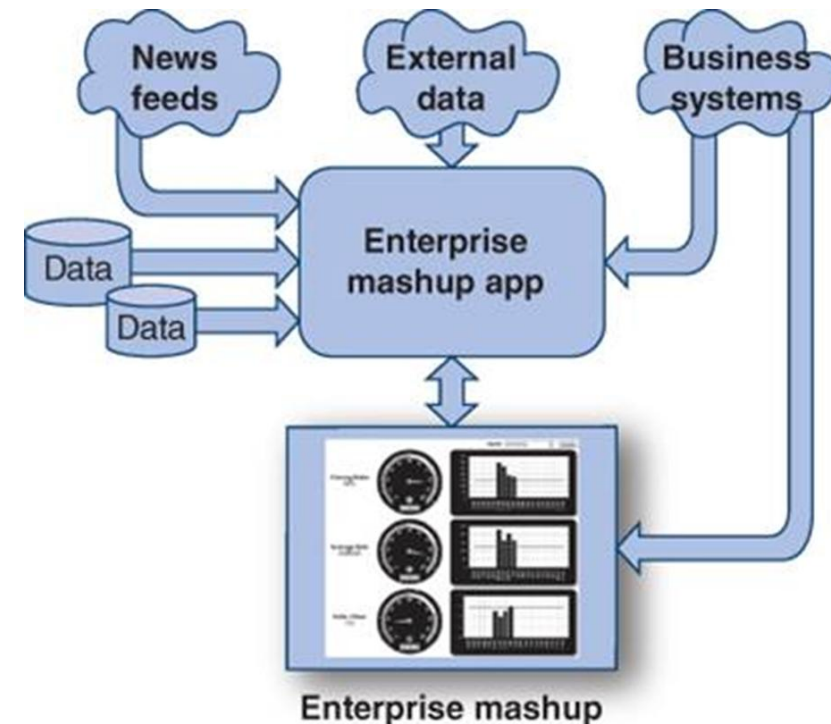 News
feeds
External
data
Business
systems
Enterprise
mashup app
Data
Data
Enterprise mashup